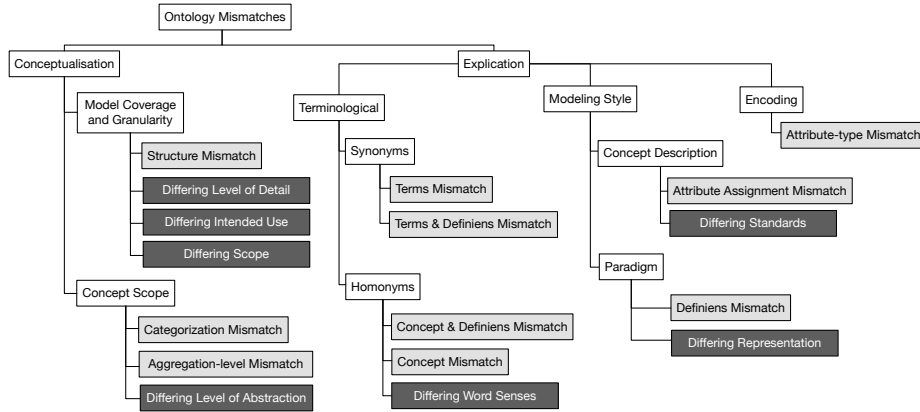 Ontology Mismatches
Conceptualisation
Explication
Model Coverage
and Granularity
Structure Mismatch
Differing Level of Detail
Differing Intended Use
Differing Scope
Concept Scope
Categorization Mismatch
Aggregation-level Mismatch
Differing Level of Abstraction
Terminological
Synonyms
Terms Mismatch
Terms & Definiens Mismatch
Homonyms
Concept & Definiens Mismatch
Concept Mismatch
Differing Word Senses
Modeling Style
Concept Description
Attribute Assignment Mismatch
Differing Standards
Paradigm
Definiens Mismatch
Differing Representation
Encoding
Attribute-type Mismatch